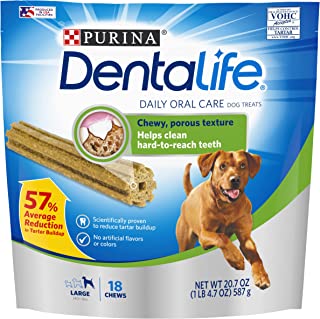 PURINA
VOHC
ACCEPTED
TARTAR
DentaLife
DAILY ORAL CARE DOG TREATS
Chewy, porous texture
Helps clean
hard-to-reach teeth
57%
Average
Reduction
in Tartar Buildup
Scientifically proven
to reduce tartar buildup
No artificial flavors
or colors
LARGE
18
CHEWS
NET WT 20.7 OZ
(1 LB 4.7 OZ) 587 g